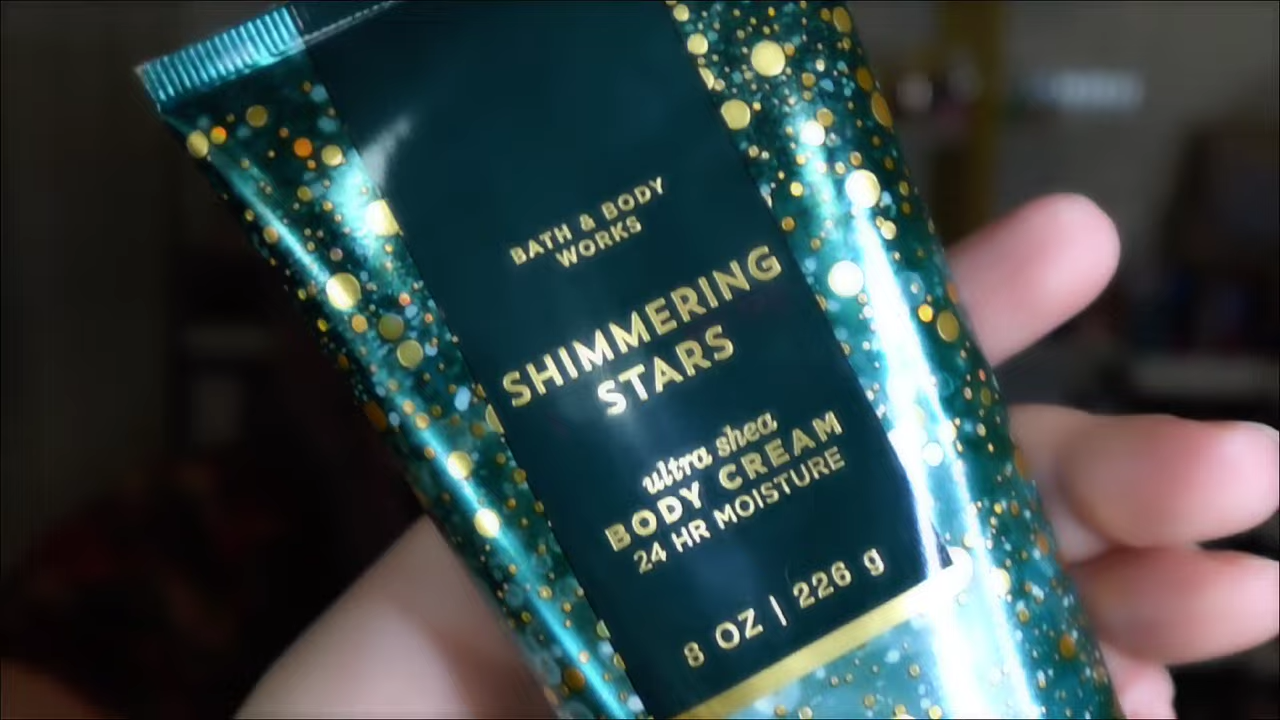 BATH & BODY
WORKS
SHIMMERING
STARS
ultra shea
BODY CREAM
24 HR MOISTURE
8 OZ | 226 g